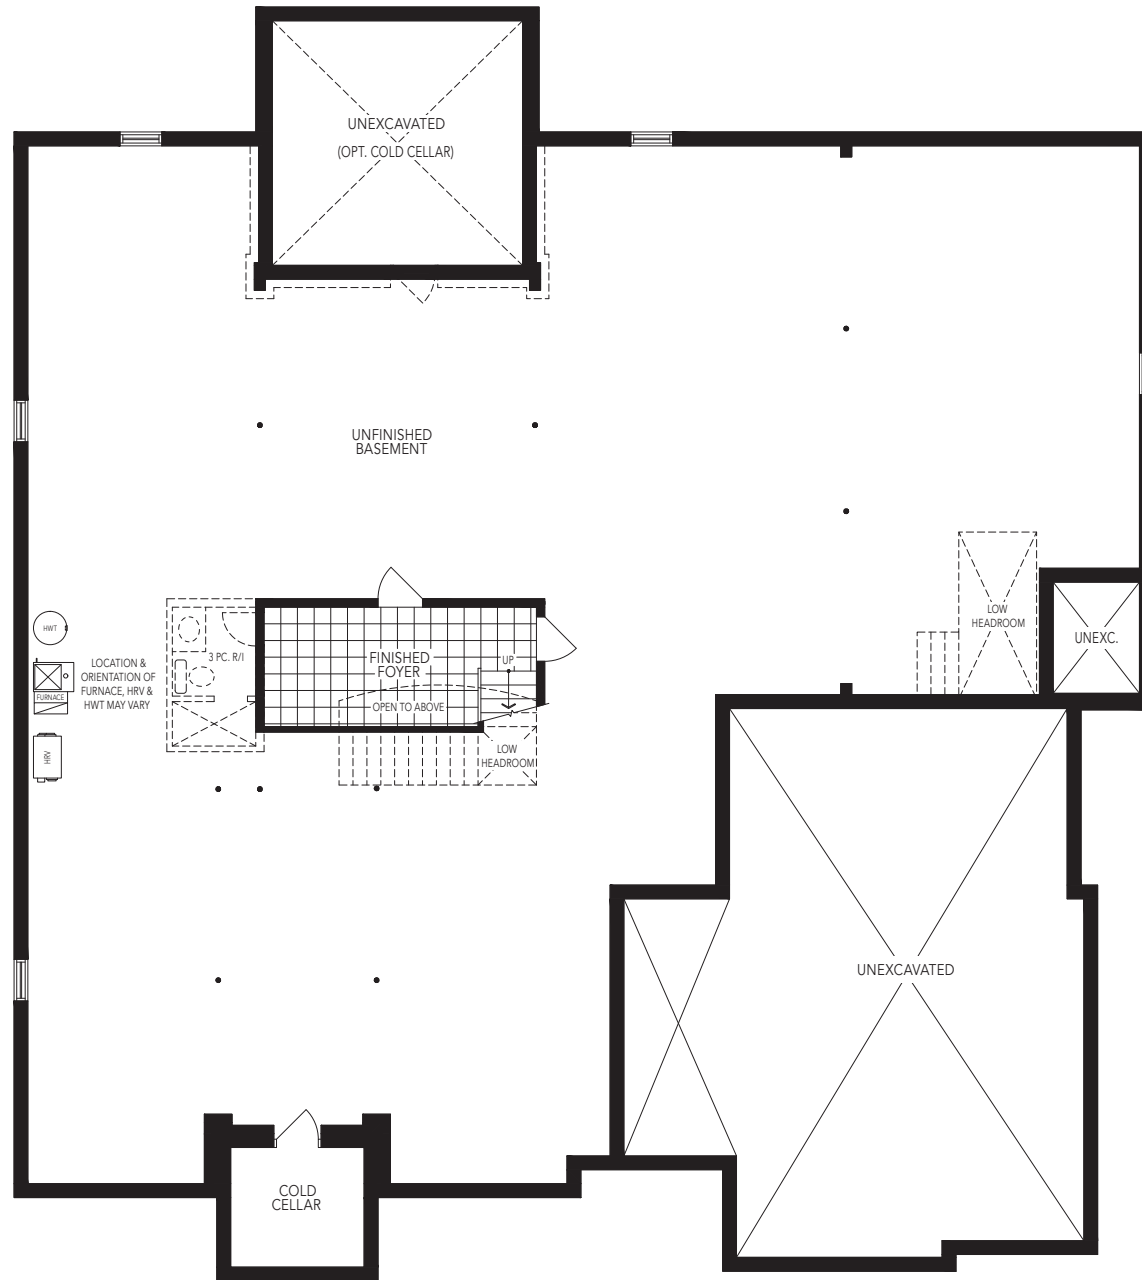 UNEXCAVATED
(OPT. COLD CELLAR)
UNFINISHED
BASEMENT
HWT
FURNACE
HRV
LOCATION &
ORIENTATION OF
FURNACE, HRV &
HWT MAY VARY
3 PC. R/I
FINISHED
FOYER
UP
OPEN TO ABOVE
LOW
HEADROOM
LOW
HEADROOM
UNEXC.
UNEXCAVATED
COLD
CELLAR